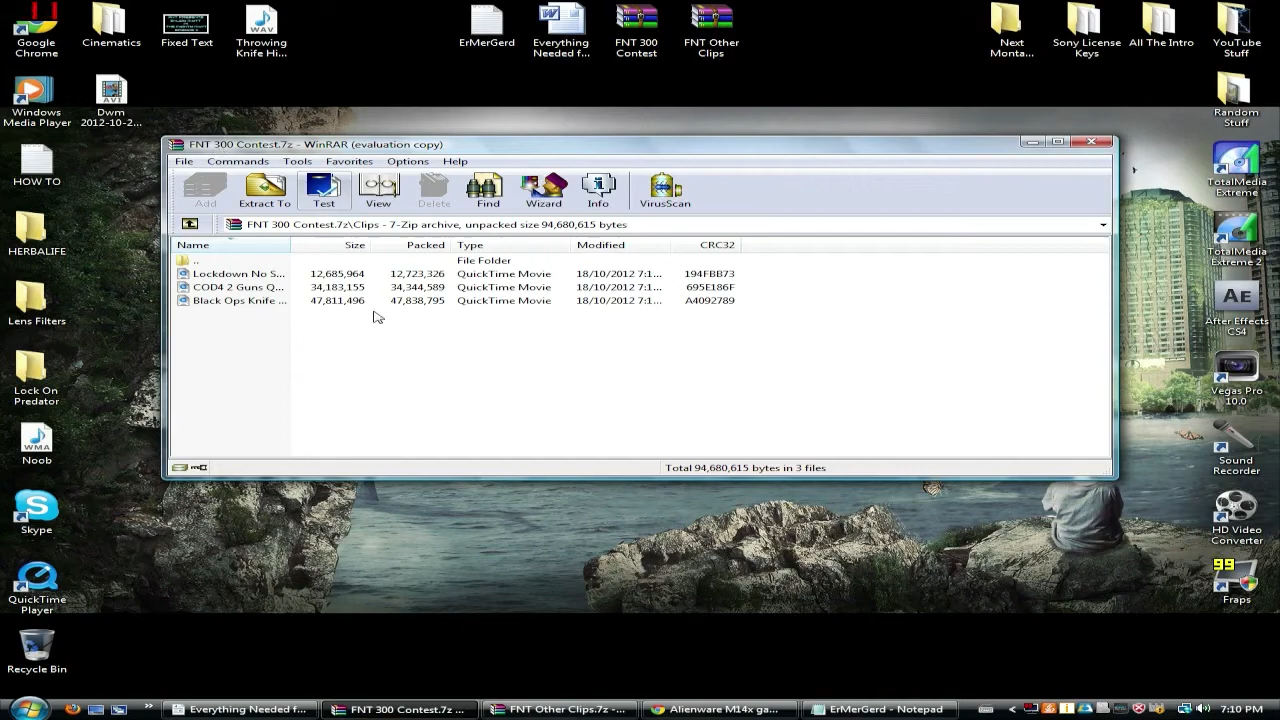 Google
Chrome
Cinematics
Fixed Text
WAV
Throwing
Knife Hi...
ErMerGerd
Everything
Needed f...
FNT 300
Contest
FNT Other
Clips
Next
Monta...
Sony License
Keys
All The Intro
YouTube
Stuff
Windows
Media Player
AVI
Dwm
2012-10-2...
Random
Stuff
HOW TO
TotalMedia
Extreme
HERBALIFE
TotalMedia
Extreme 2
Lens Filters
AE
After Effects
CS4
Lock On
Predator
Vegas Pro
10.0
WMA
Noob
Sound
Recorder
Skype
HD Video
Converter
QuickTime
Player
99
Fraps
Recycle Bin
FNT 300 Contest.7z - WinRAR (evaluation copy)
File Commands Tools Favorites Options Help
Add Extract To Test View Delete Find Wizard Info VirusScan
FNT 300 Contest.7z\Clips - 7-Zip archive, unpacked size 94,680,615 bytes
Name Size Packed Type Modified CRC32
.. File Folder
Lockdown No S... 12,685,964 12,723,326 QuickTime Movie 18/10/2012 7:1... 194FBB73
COD4 2 Guns Q... 34,183,155 34,344,589 QuickTime Movie 18/10/2012 7:1... 695E186F
Black Ops Knife ... 47,811,496 47,838,795 QuickTime Movie 18/10/2012 7:1... A4092789
Total 94,680,615 bytes in 3 files
Everything Needed f... FNT 300 Contest.7z ... FNT Other Clips.7z -... Alienware M14x ga... ErMerGerd - Notepad 7:10 PM